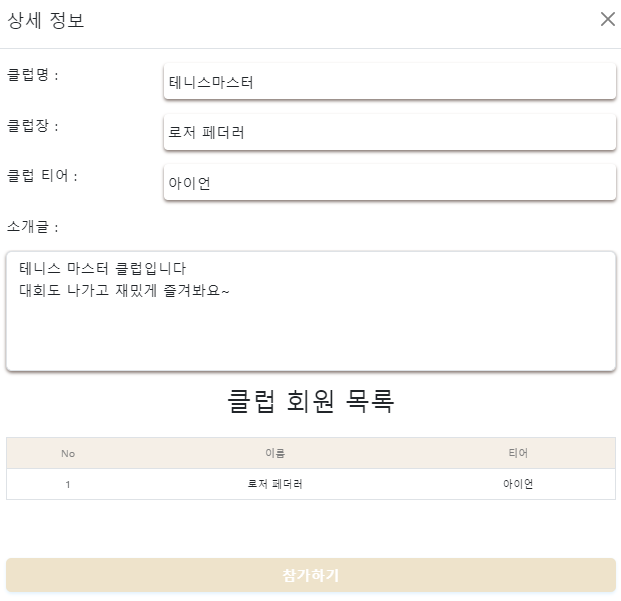 상세 정보
클럽명 :
테니스마스터
클럽장 :
로저 페더러
클럽 티어 :
아이언
소개글 :
테니스 마스터 클럽입니다
대회도 나가고 재밌게 즐겨봐요~
클럽 회원 목록
No 이름 티어
1 로저 페더러 아이언
참가하기